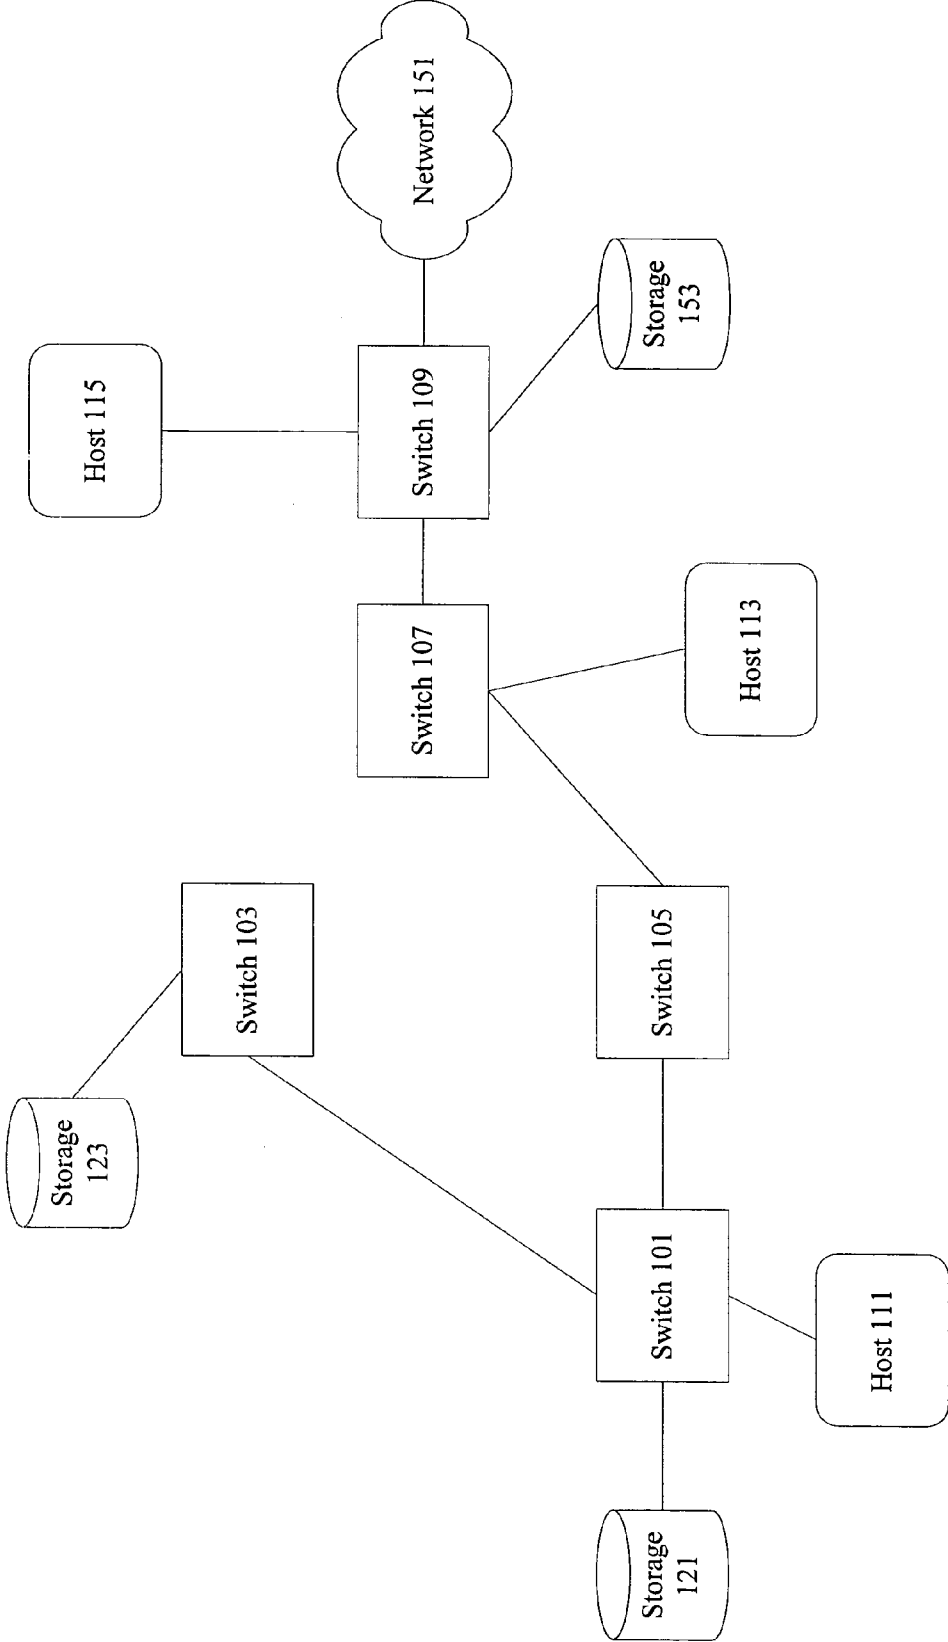 Storage
123
Switch 103
Host 115
Switch 107
Switch 109
Network 151
Storage
121
Switch 101
Switch 105
Storage
153
Host 111
Host 113